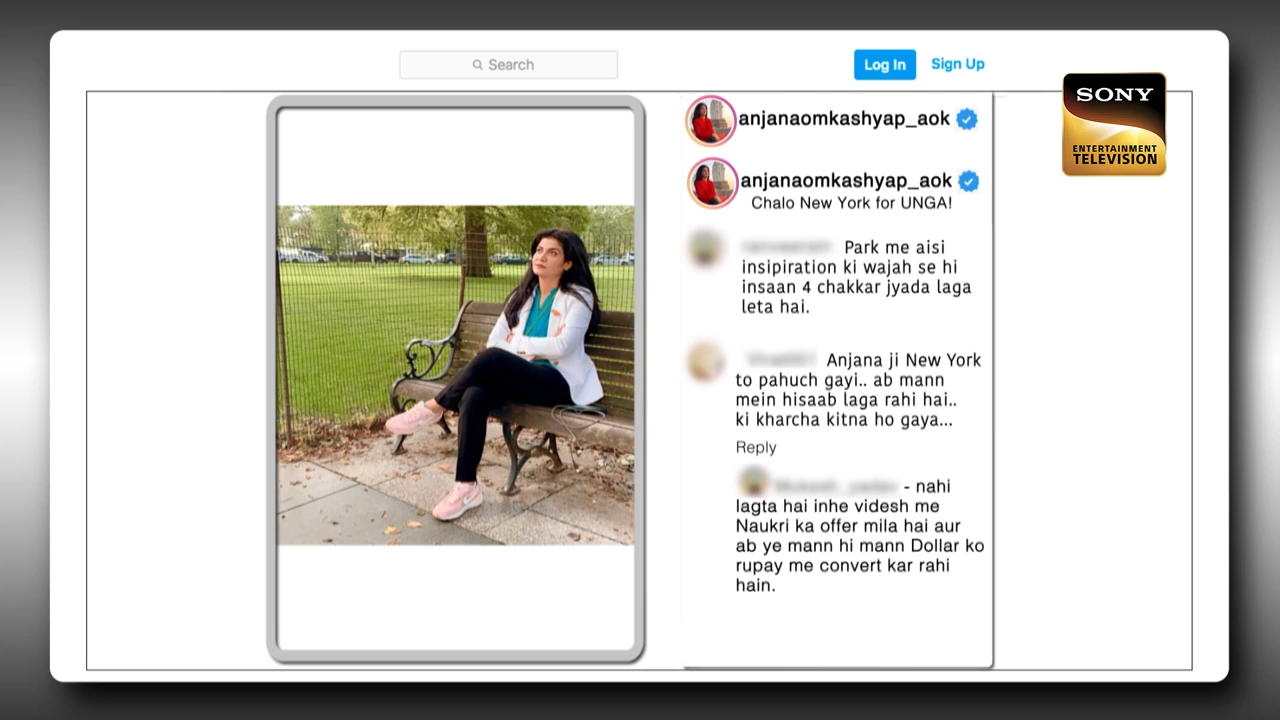 Search
Log In
Sign Up
SONY
ENTERTAINMENT
TELEVISION
anjanaomkashyap_aok
anjanaomkashyap_aok
Chalo New York for UNGA!
Park me aisi
insipiration ki wajah se hi
insaan 4 chakkar jyada laga
leta hai.
Anjana ji New York
to pahuch gayi.. ab mann
mein hisaab laga rahi hai..
ki kharcha kitna ho gaya...
Reply
- nahi
lagta hai inhe videsh me
Naukri ka offer mila hai aur
ab ye mann hi mann Dollar ko
rupay me convert kar rahi
hain.